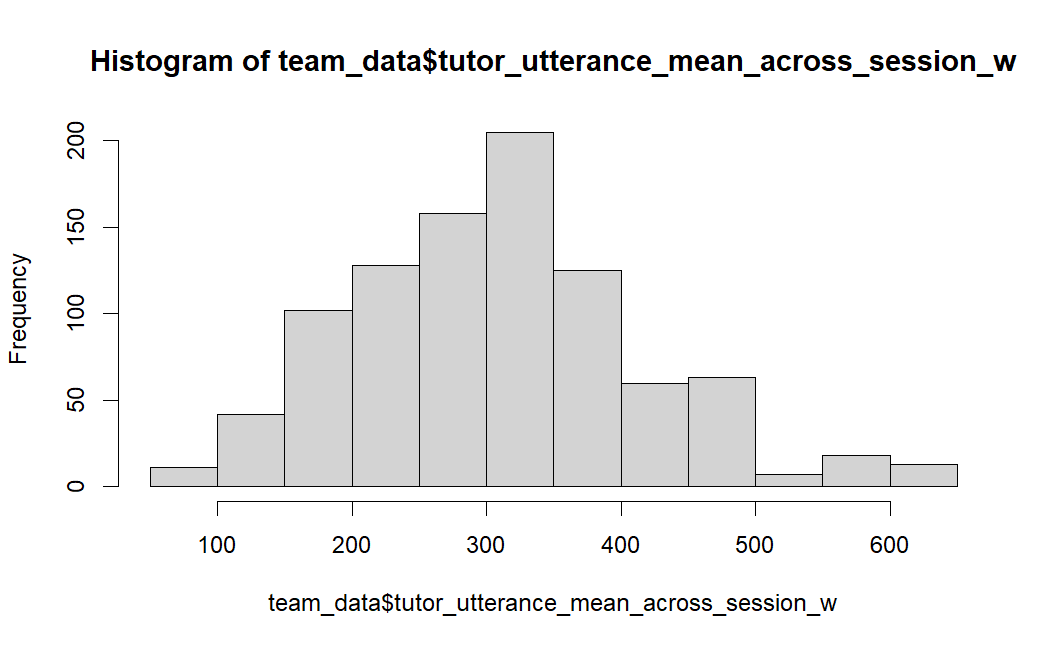 Histogram of team_data$tutor_utterance_mean_across_session_w
200
150
100
50
0
Frequency
100 200 300 400 500 600
team_data$tutor_utterance_mean_across_session_w